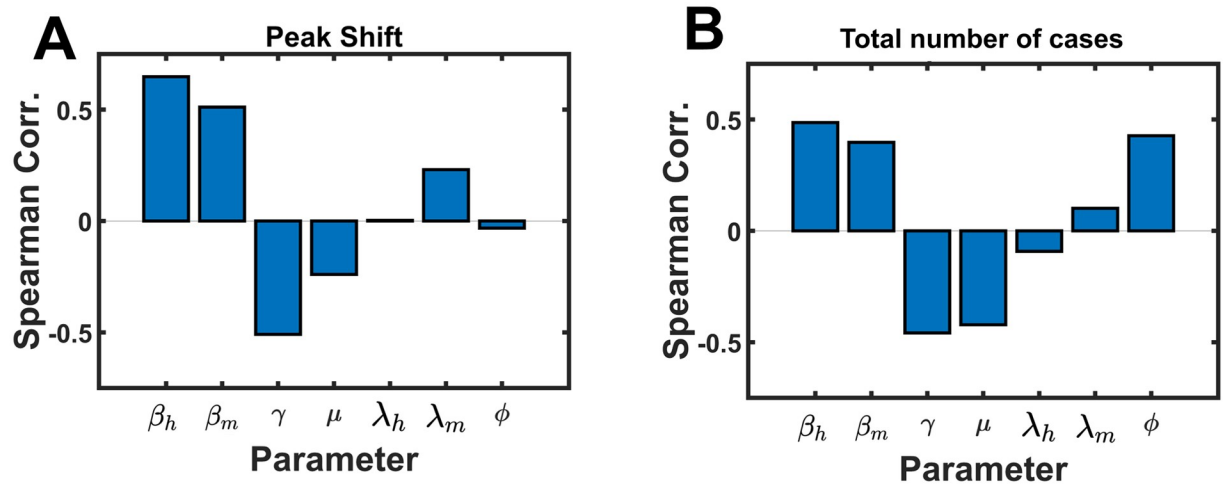 A
Peak Shift
Spearman Corr.
0.5
0
-0.5
βh βm γ μ λh λm ϕ
Parameter
B
Total number of cases
Spearman Corr.
0.5
0
-0.5
βh βm γ μ λh λm ϕ
Parameter